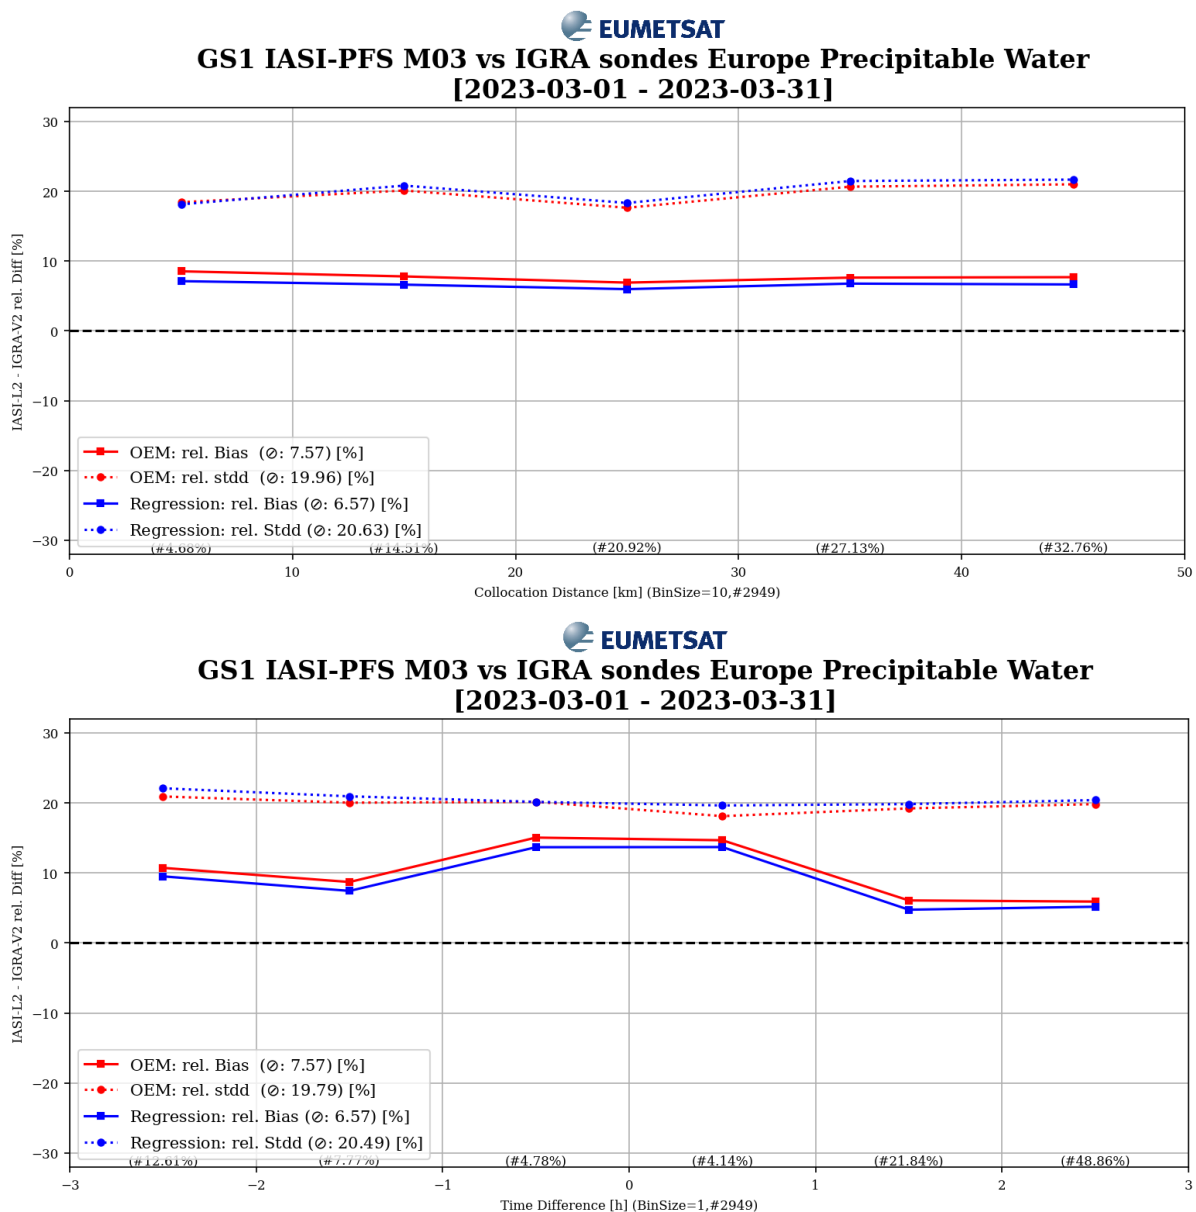 EUMETSAT
GS1 IASI-PFS M03 vs IGRA sondes Europe Precipitable Water
[2023-03-01 - 2023-03-31]
30
20
10
0
−10
−20
−30
IASI-L2 - IGRA-V2 rel. Diff [%]
OEM: rel. Bias  (⊘: 7.57) [%]
OEM: rel. stdd  (⊘: 19.96) [%]
Regression: rel. Bias (⊘: 6.57) [%]
Regression: rel. Stdd (⊘: 20.63) [%]
(#4.68%) (#14.51%) (#20.92%) (#27.13%) (#32.76%)
0 10 20 30 40 50
Collocation Distance [km] (BinSize=10,#2949)
EUMETSAT
GS1 IASI-PFS M03 vs IGRA sondes Europe Precipitable Water
[2023-03-01 - 2023-03-31]
30
20
10
0
−10
−20
−30
IASI-L2 - IGRA-V2 rel. Diff [%]
OEM: rel. Bias  (⊘: 7.57) [%]
OEM: rel. stdd  (⊘: 19.79) [%]
Regression: rel. Bias (⊘: 6.57) [%]
Regression: rel. Stdd (⊘: 20.49) [%]
(#12.61%) (#7.77%) (#4.78%) (#4.14%) (#21.84%) (#48.86%)
−3 −2 −1 0 1 2 3
Time Difference [h] (BinSize=1,#2949)